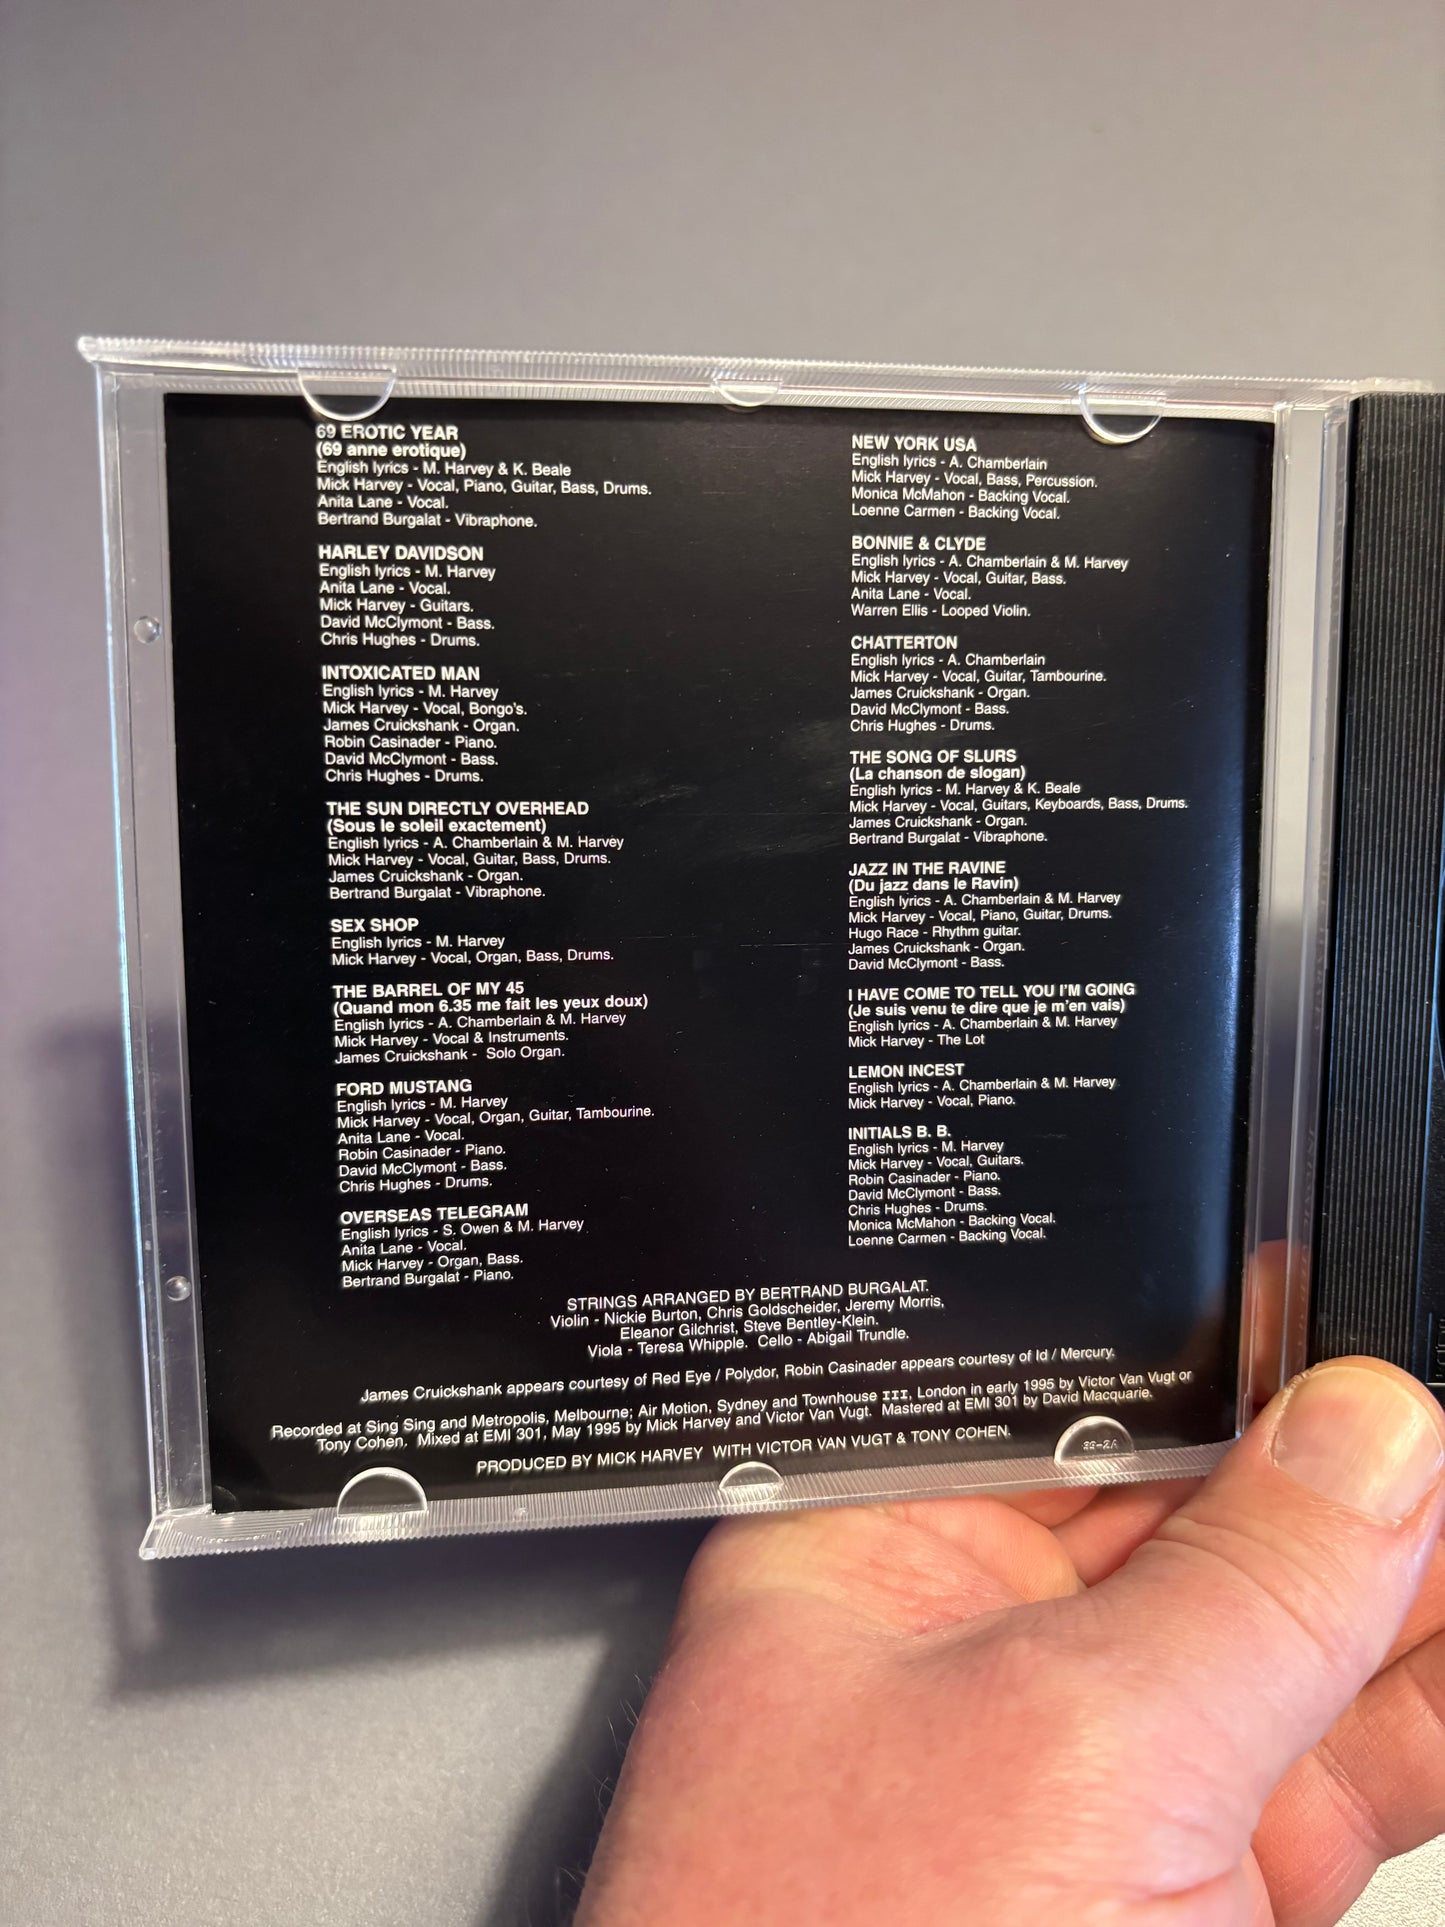 69 EROTIC YEAR
(69 anne erotique)
English lyrics - M. Harvey & K. Beale
Mick Harvey - Vocal, Piano, Guitar, Bass, Drums.
Anita Lane - Vocal.
Bertrand Burgalat - Vibraphone.
HARLEY DAVIDSON
English lyrics - M. Harvey
Anita Lane - Vocal.
Mick Harvey - Guitars.
David McClymont - Bass.
Chris Hughes - Drums.
INTOXICATED MAN
English lyrics - M. Harvey
Mick Harvey - Vocal, Bongo's.
James Cruickshank - Organ.
Robin Casinader - Piano.
David McClymont - Bass.
Chris Hughes - Drums.
THE SUN DIRECTLY OVERHEAD
(Sous le soleil exactement)
English lyrics - A. Chamberlain & M. Harvey
Mick Harvey - Vocal, Guitar, Bass, Drums.
James Cruickshank - Organ.
Bertrand Burgalat - Vibraphone.
SEX SHOP
English lyrics - M. Harvey
Mick Harvey - Vocal, Organ, Bass, Drums.
THE BARREL OF MY 45
(Quand mon 6.35 me fait les yeux doux)
English lyrics - A. Chamberlain & M. Harvey
Mick Harvey - Vocal & Instruments.
James Cruickshank - Solo Organ.
FORD MUSTANG
English lyrics - M. Harvey
Mick Harvey - Vocal, Organ, Guitar, Tambourine.
Anita Lane - Vocal.
Robin Casinader - Piano.
David McClymont - Bass.
Chris Hughes - Drums.
OVERSEAS TELEGRAM
English lyrics - S. Owen & M. Harvey
Anita Lane - Vocal.
Mick Harvey - Organ, Bass.
Bertrand Burgalat - Piano.
NEW YORK USA
English lyrics - A. Chamberlain
Mick Harvey - Vocal, Bass, Percussion.
Monica McMahon - Backing Vocal.
Loenne Carmen - Backing Vocal.
BONNIE & CLYDE
English lyrics - A. Chamberlain & M. Harvey
Mick Harvey - Vocal, Guitar, Bass.
Anita Lane - Vocal.
Warren Ellis - Looped Violin.
CHATTERTON
English lyrics - A. Chamberlain
Mick Harvey - Vocal, Guitar, Tambourine.
James Cruickshank - Organ.
David McClymont - Bass.
Chris Hughes - Drums.
THE SONG OF SLURS
(La chanson de slogan)
English lyrics - M. Harvey & K. Beale
Mick Harvey - Vocal, Guitars, Keyboards, Bass, Drums.
James Cruickshank - Organ.
Bertrand Burgalat - Vibraphone.
JAZZ IN THE RAVINE
(Du jazz dans le Ravin)
English lyrics - A. Chamberlain & M. Harvey
Mick Harvey - Vocal, Piano, Guitar, Drums.
Hugo Race - Rhythm guitar.
James Cruickshank - Organ.
David McClymont - Bass.
I HAVE COME TO TELL YOU I'M GOING
(Je suis venu te dire que je m'en vais)
English lyrics - A. Chamberlain & M. Harvey
Mick Harvey - The Lot
LEMON INCEST
English lyrics - A. Chamberlain & M. Harvey
Mick Harvey - Vocal, Piano.
INITIALS B. B.
English lyrics - M. Harvey
Mick Harvey - Vocal, Guitars.
Robin Casinader - Piano.
David McClymont - Bass.
Chris Hughes - Drums.
Monica McMahon - Backing Vocal.
Loenne Carmen - Backing Vocal.
STRINGS ARRANGED BY BERTRAND BURGALAT.
Violin - Nickie Burton, Chris Goldscheider, Jeremy Morris,
Eleanor Gilchrist, Steve Bentley-Klein.
Viola - Teresa Whipple. Cello - Abigail Trundle.
James Cruickshank appears courtesy of Red Eye / Polydor, Robin Casinader appears courtesy of Id / Mercury.
Recorded at Sing Sing and Metropolis, Melbourne; Air Motion, Sydney and Townhouse III, London in early 1995 by Victor Van Vugt or
Tony Cohen. Mixed at EMI 301, May 1995 by Mick Harvey and Victor Van Vugt. Mastered at EMI 301 by David Macquarie.
PRODUCED BY MICK HARVEY WITH VICTOR VAN VUGT & TONY COHEN.